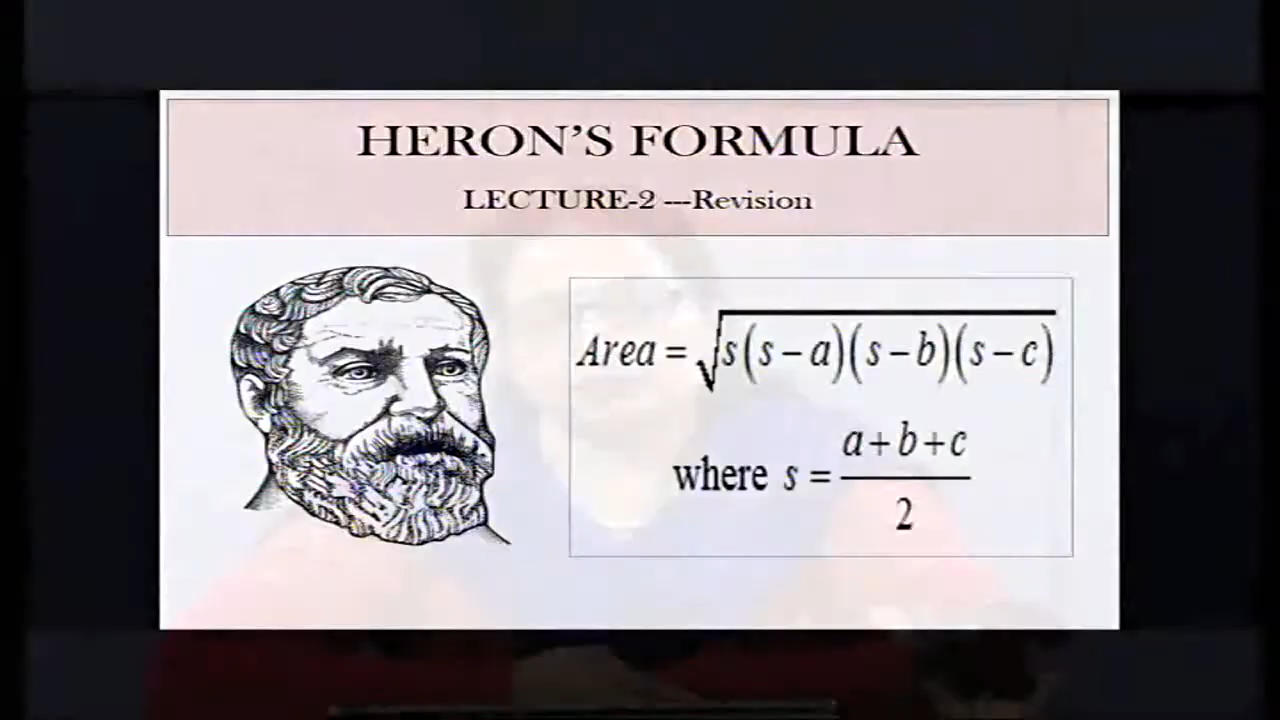 HERON'S FORMULA
LECTURE-2 ---Revision
Area = √s(s−a)(s−b)(s−c)
where s = a+b+c
2